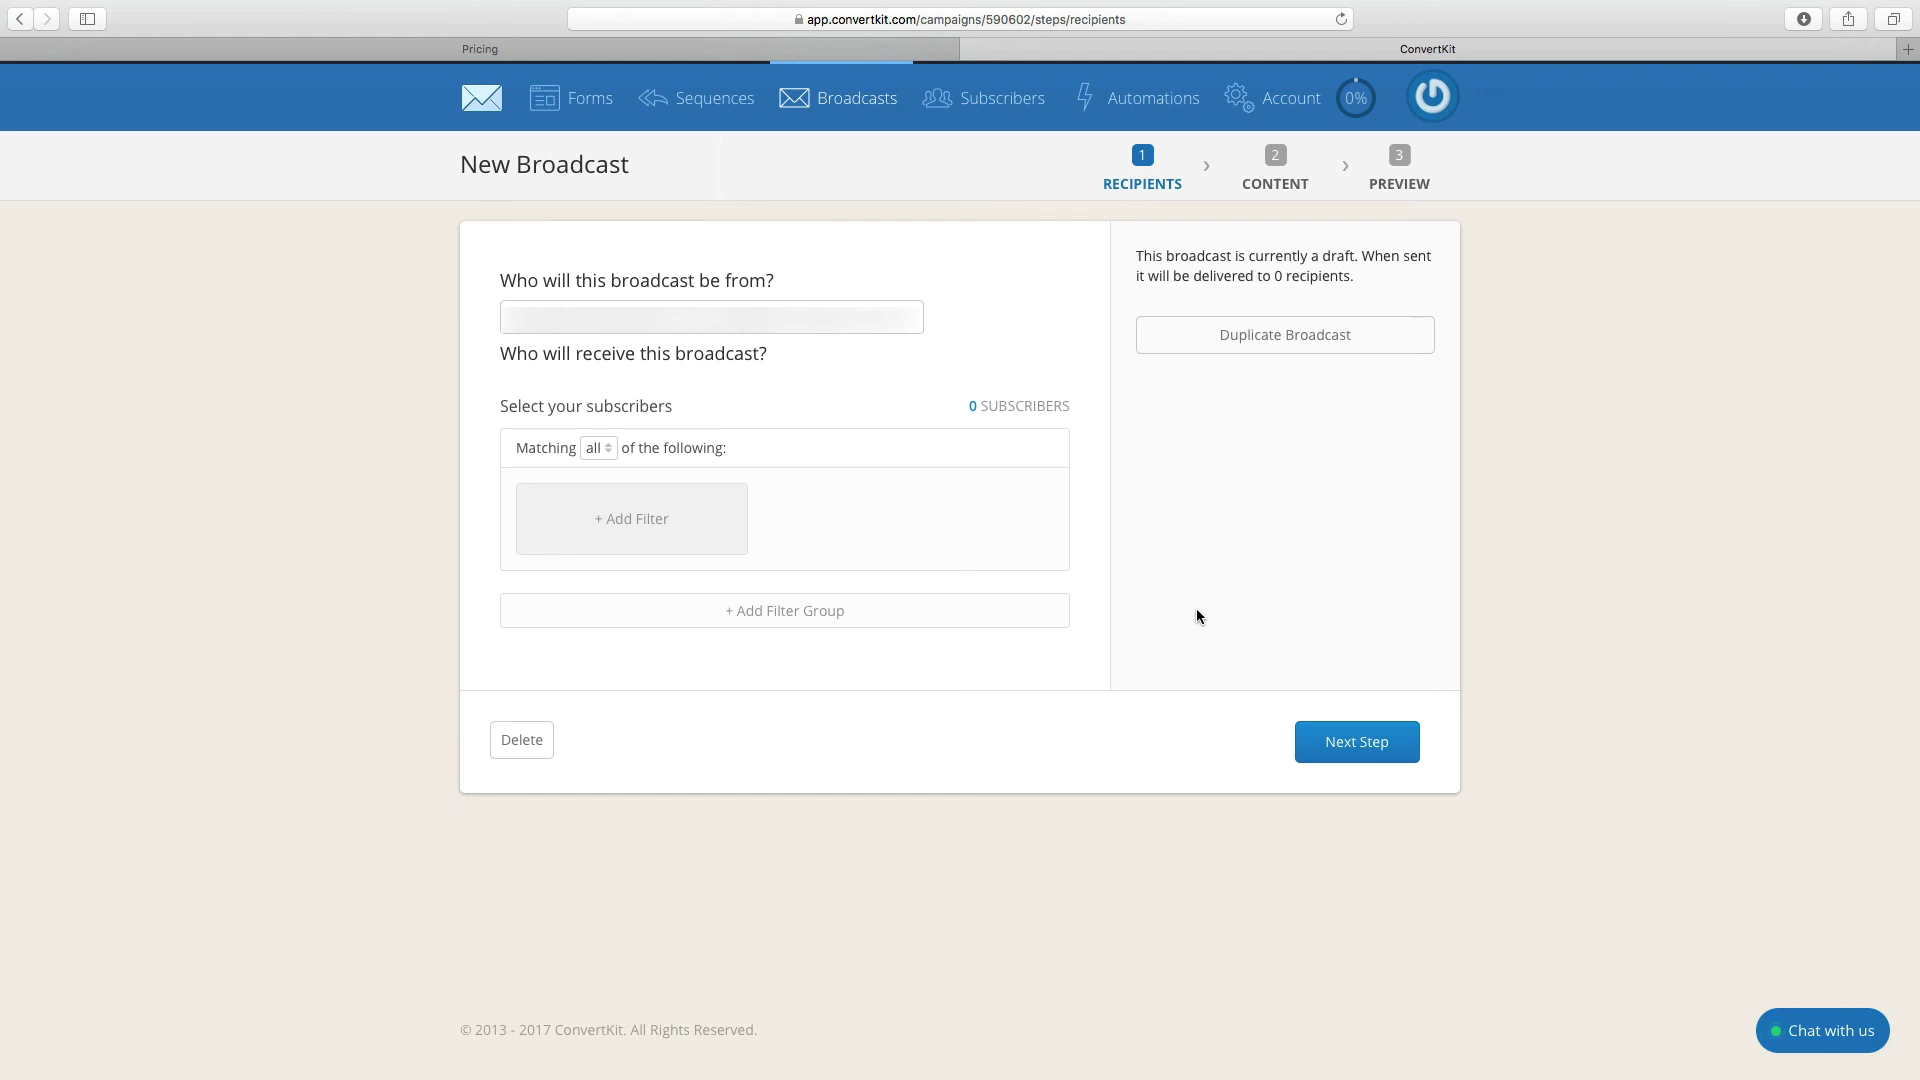 app.convertkit.com/campaigns/590602/steps/recipients
Pricing
ConvertKit
Forms
Sequences
Broadcasts
Subscribers
Automations
Account
0%
New Broadcast
1
RECIPIENTS
2
CONTENT
3
PREVIEW
Who will this broadcast be from?
Who will receive this broadcast?
Select your subscribers
0 SUBSCRIBERS
Matching all of the following:
+ Add Filter
+ Add Filter Group
This broadcast is currently a draft. When sent
it will be delivered to 0 recipients.
Duplicate Broadcast
Delete
Next Step
© 2013 - 2017 ConvertKit. All Rights Reserved.
Chat with us